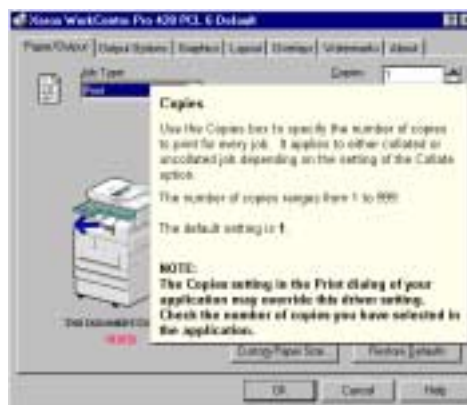 Xerox WorkCentre Pro 428 PCL 6 Default
Paper/Output Output Options Graphics Layout Overlays Watermarks About
Job Type: Copies: 1
Print
Copies
Use the Copies box to specify the number of copies
to print for every job. It applies to either collated or
uncollated job depending on the setting of the Collate
option.
The number of copies ranges from 1 to 999.
The default setting is 1.
NOTE:
The Copies setting in the Print dialog of your
application may override this driver setting.
Check the number of copies you have selected in
the application.
THE DOCUMENT
XEROX
Custom Paper Size... Restore Defaults
OK Cancel Help